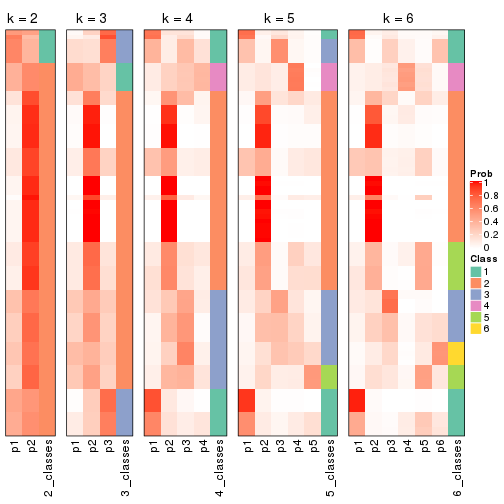 k = 2
k = 3
k = 4
k = 5
k = 6
p1
p2
2_classes
p1
p2
p3
3_classes
p1
p2
p3
p4
4_classes
p1
p2
p3
p4
p5
5_classes
p1
p2
p3
p4
p5
p6
6_classes
Prob
1
0.8
0.6
0.4
0.2
0
Class
1
2
3
4
5
6